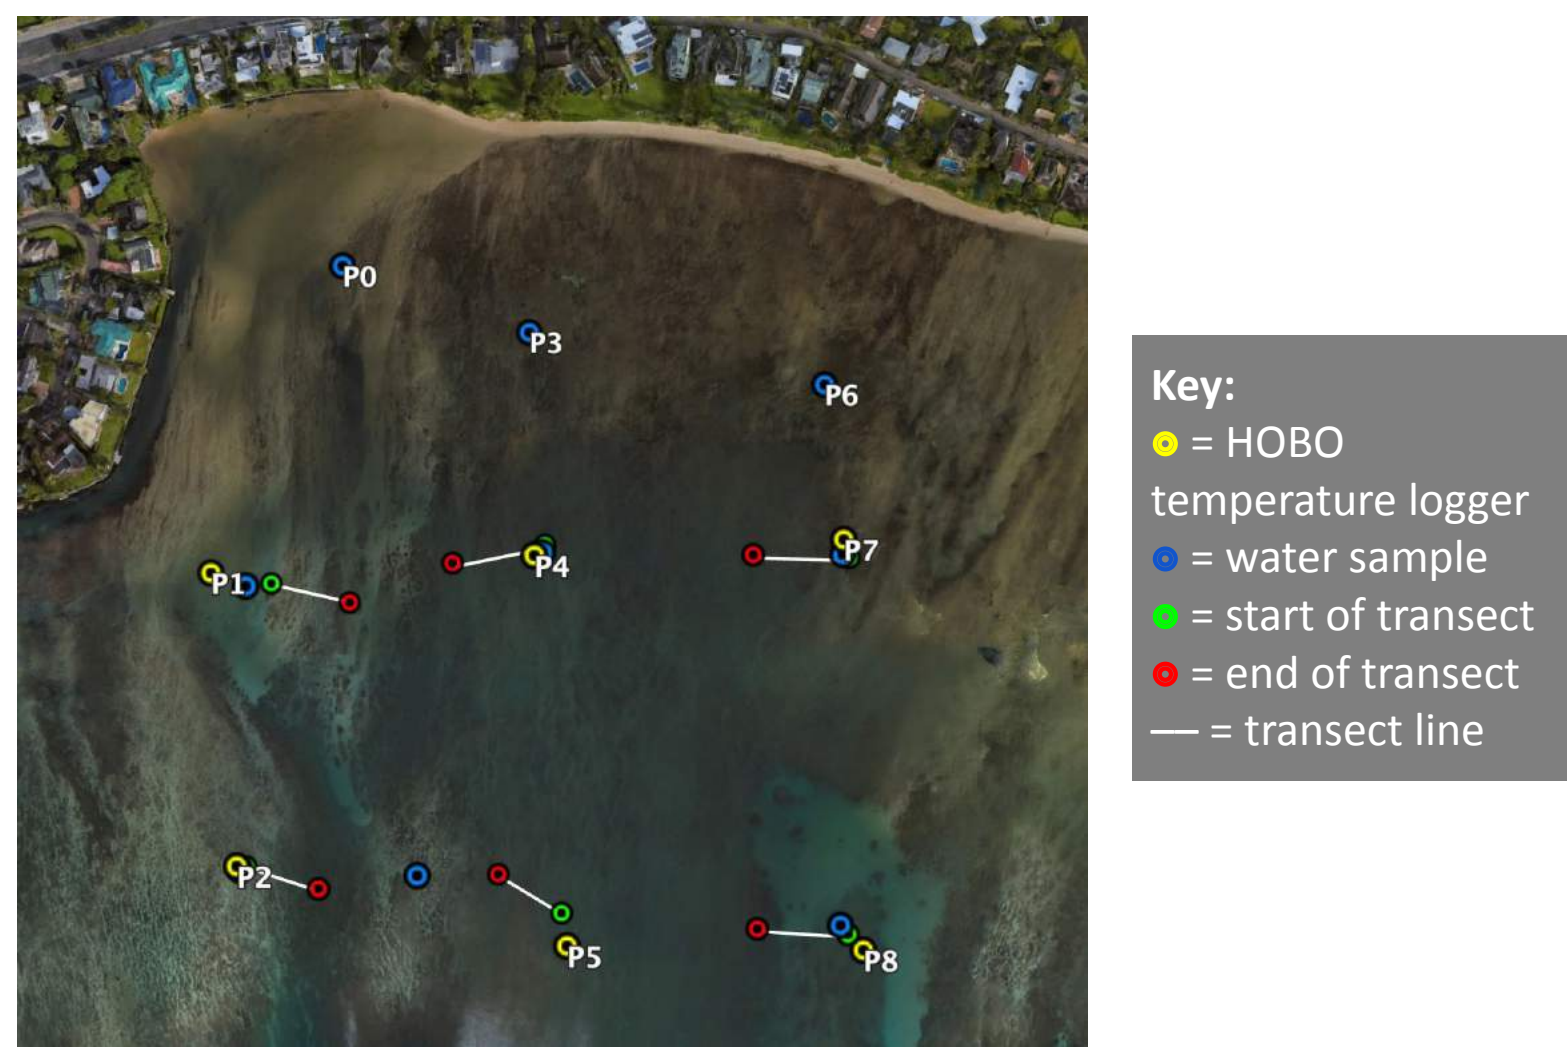 P0
P3
P6
P1
P4
P7
P2
P5
P8
Key:
= HOBO
temperature logger
= water sample
= start of transect
= end of transect
— = transect line